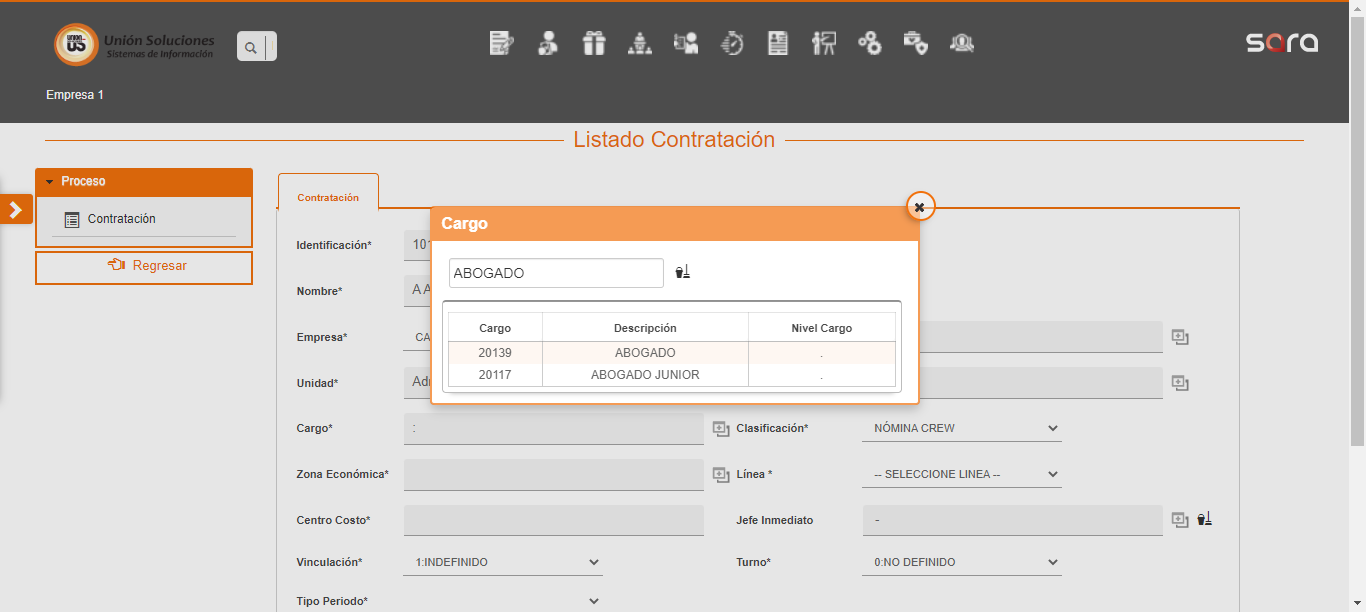 UNION
US
Unión Soluciones
Sistemas de Información
sara
Empresa 1
Listado Contratación
Proceso
Contratación
Regresar
Contratación
Identificación*
Nombre*
A A
Empresa*
CA
Unidad*
Cargo
ABOGADO
Cargo Descripción Nivel Cargo
20139 ABOGADO .
20117 ABOGADO JUNIOR .
Cargo* :
Clasificación* NÓMINA CREW
Zona Económica*
Línea * -- SELECCIONE LINEA --
Centro Costo*
Jefe Inmediato -
Vinculación* 1:INDEFINIDO
Turno* 0:NO DEFINIDO
Tipo Periodo*